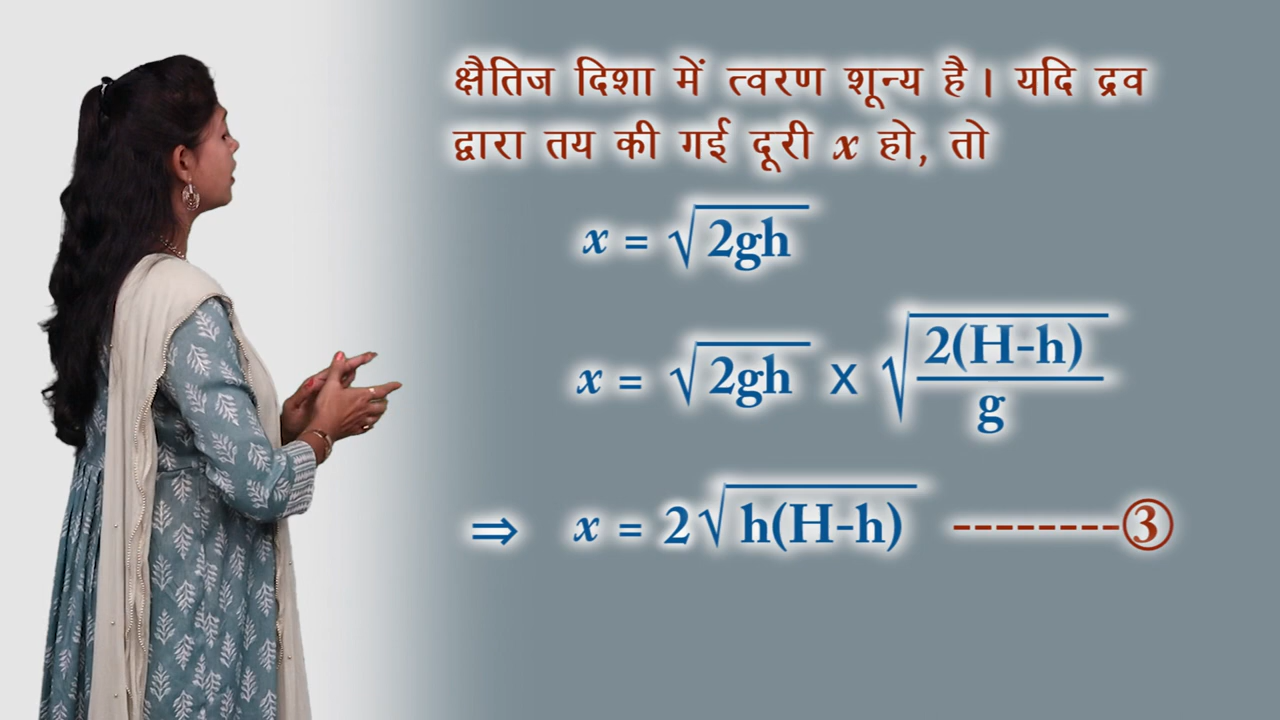 क्षैतिज दिशा में त्वरण शून्य है। यदि द्रव
द्वारा तय की गई दूरी x हो, तो
x = √2gh
x = √2gh x √2(H-h)/g
⇒ x = 2√h(H-h) --------③